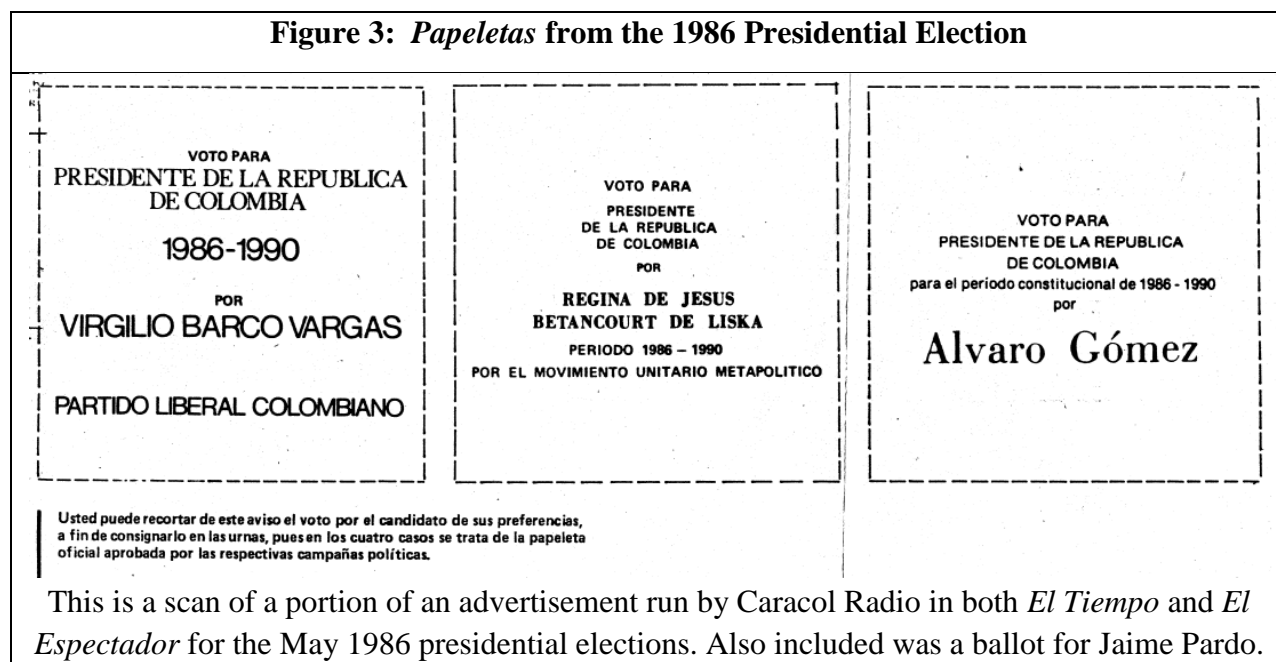 Figure 3: Papeletas from the 1986 Presidential Election
VOTO PARA
PRESIDENTE DE LA REPUBLICA
DE COLOMBIA
1986-1990
POR
VIRGILIO BARCO VARGAS
PARTIDO LIBERAL COLOMBIANO
VOTO PARA
PRESIDENTE
DE LA REPUBLICA
DE COLOMBIA
POR
REGINA DE JESUS
BETANCOURT DE LISKA
PERIODO 1986 – 1990
POR EL MOVIMIENTO UNITARIO METAPOLITICO
VOTO PARA
PRESIDENTE DE LA REPUBLICA
DE COLOMBIA
para el período constitucional de 1986 - 1990
por
Alvaro Gómez
Usted puede recortar de este aviso el voto por el candidato de sus preferencias,
a fin de consignarlo en las urnas, pues en los cuatro casos se trata de la papeleta
oficial aprobada por las respectivas campañas políticas.
This is a scan of a portion of an advertisement run by Caracol Radio in both El Tiempo and El
Espectador for the May 1986 presidential elections. Also included was a ballot for Jaime Pardo.